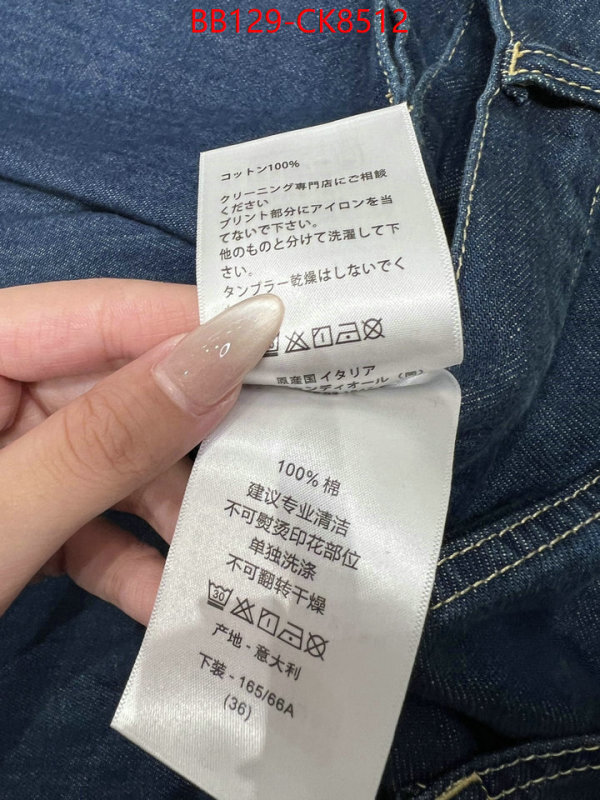 BB129-CK8512
コットン100%
クリーニング専門店にご相談
ください
プリント部分にアイロンを当
てないで下さい。
他のものと分けて洗濯して下
さい。
タンブラー乾燥はしないでく
原産国 イタリア
100% 棉
建议专业清洁
不可熨烫印花部位
单独洗涤
不可翻转干燥
30
产地 - 意大利
下装 - 165/66A
(36)